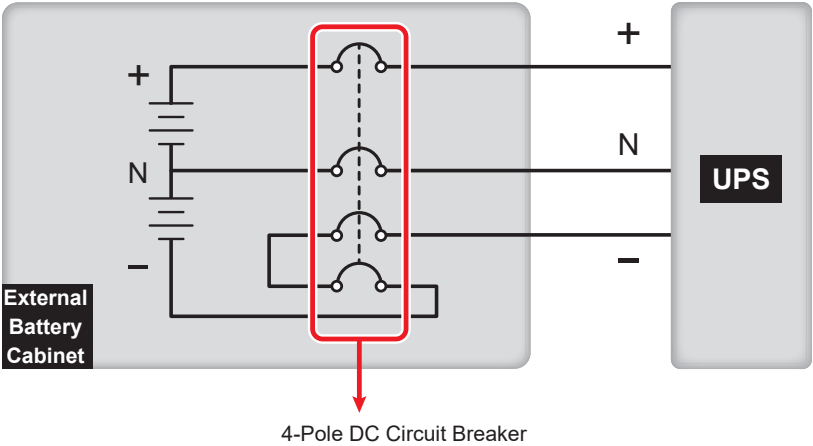 +
+
N
N
UPS
–
–
External
Battery
Cabinet
4-Pole DC Circuit Breaker